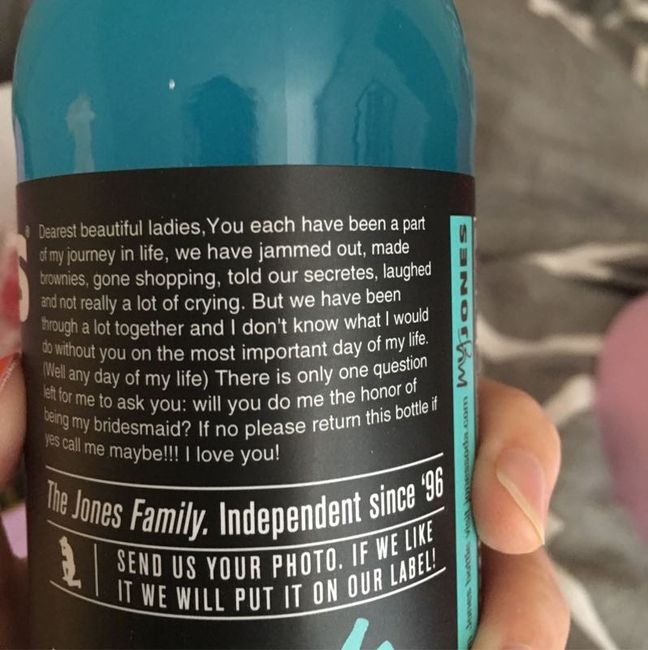 Dearest beautiful ladies,You each have been a part
of my journey in life, we have jammed out, made
brownies, gone shopping, told our secretes, laughed
and not really a lot of crying. But we have been
through a lot together and I don't know what I would
do without you on the most important day of my life.
(Well any day of my life) There is only one question
left for me to ask you: will you do me the honor of
being my bridesmaid? If no please return this bottle if
yes call me maybe!!! I love you!
The Jones Family. Independent since '96
SEND US YOUR PHOTO. IF WE LIKE
IT WE WILL PUT IT ON OUR LABEL!
S®
myJONES
Jones bottle, visit